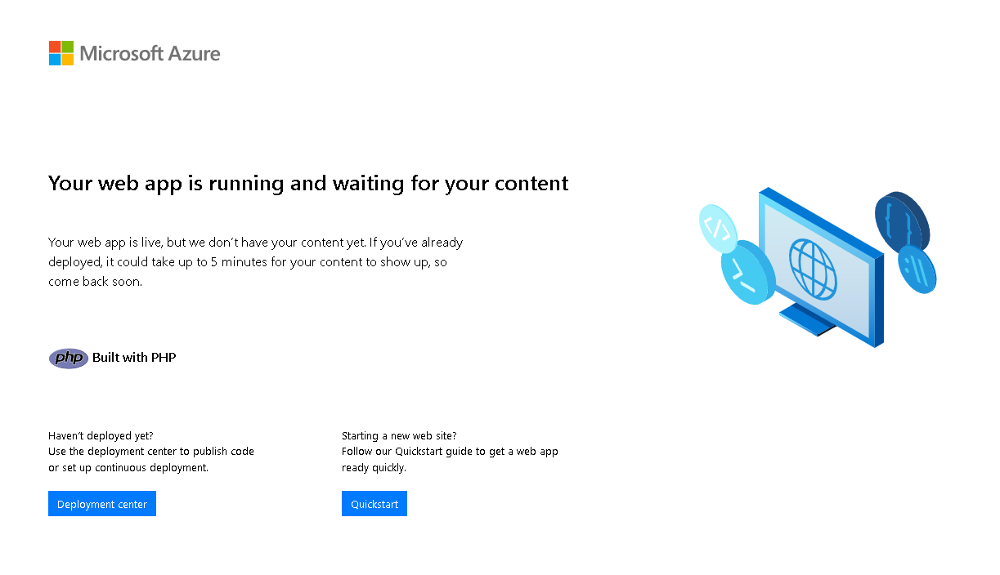 Microsoft Azure
Your web app is running and waiting for your content
Your web app is live, but we don’t have your content yet. If you’ve already
deployed, it could take up to 5 minutes for your content to show up, so
come back soon.
php Built with PHP
Haven’t deployed yet?
Use the deployment center to publish code
or set up continuous deployment.
Deployment center
Starting a new web site?
Follow our Quickstart guide to get a web app
ready quickly.
Quickstart